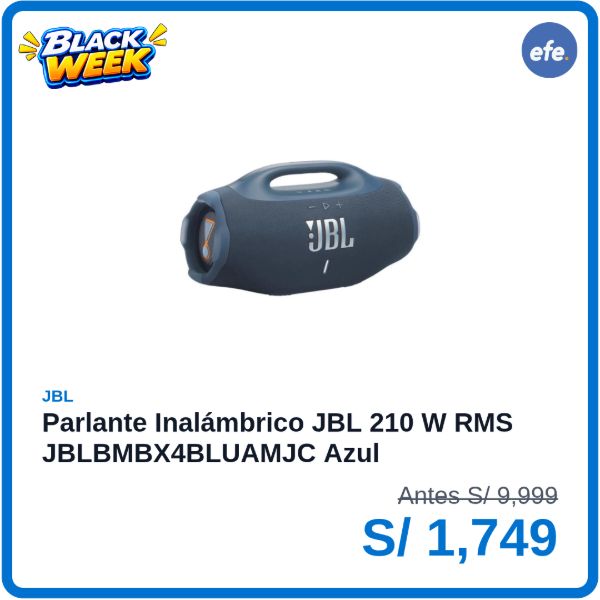 BLACK
WEEK
efe.
JBL
JBL
Parlante Inalámbrico JBL 210 W RMS
JBLBMBX4BLUAMJC Azul
Antes S/ 9,999
S/ 1,749